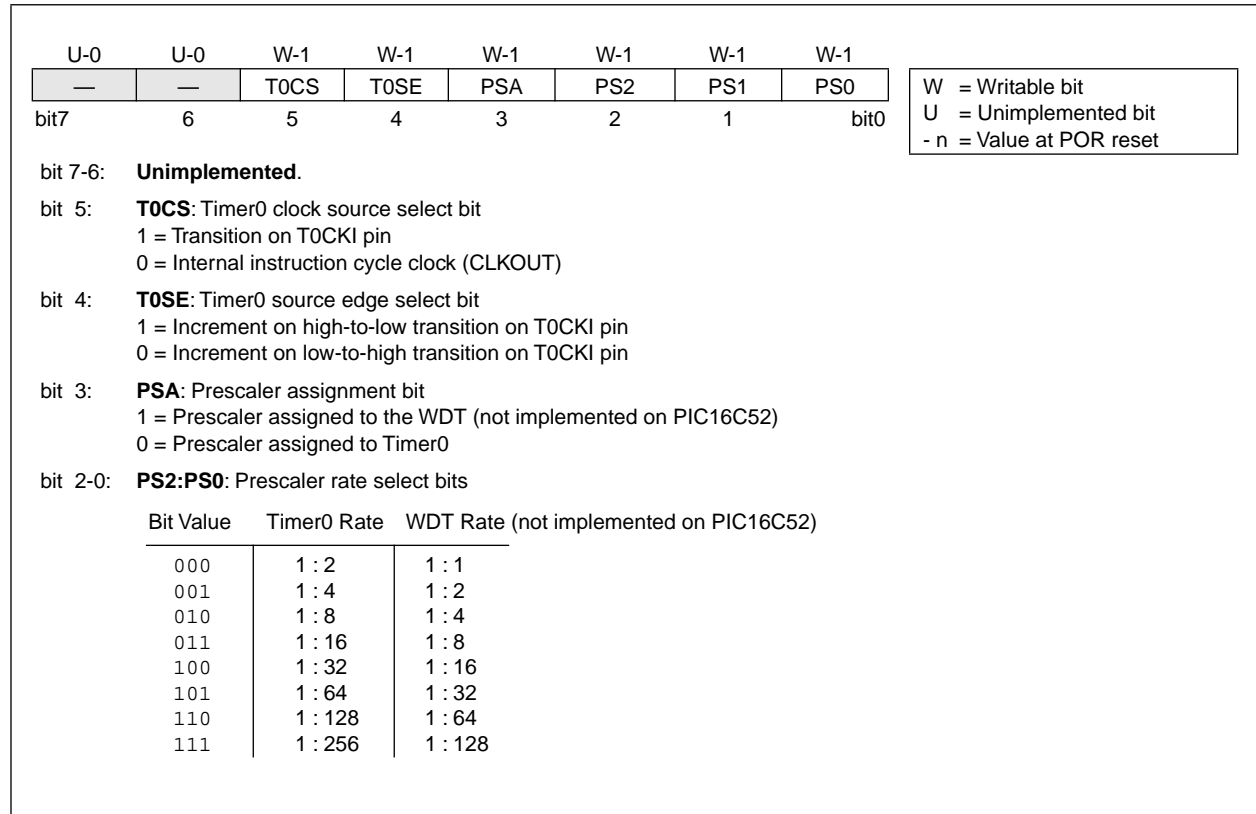 U-0 U-0 W-1 W-1 W-1 W-1 W-1 W-1
— — T0CS T0SE PSA PS2 PS1 PS0
bit7 6 5 4 3 2 1 bit0
W = Writable bit
U = Unimplemented bit
- n = Value at POR reset
bit 7-6: Unimplemented.
bit 5: T0CS: Timer0 clock source select bit
1 = Transition on T0CKI pin
0 = Internal instruction cycle clock (CLKOUT)
bit 4: T0SE: Timer0 source edge select bit
1 = Increment on high-to-low transition on T0CKI pin
0 = Increment on low-to-high transition on T0CKI pin
bit 3: PSA: Prescaler assignment bit
1 = Prescaler assigned to the WDT (not implemented on PIC16C52)
0 = Prescaler assigned to Timer0
bit 2-0: PS2:PS0: Prescaler rate select bits
Bit Value Timer0 Rate WDT Rate (not implemented on PIC16C52)
000 1 : 2 1 : 1
001 1 : 4 1 : 2
010 1 : 8 1 : 4
011 1 : 16 1 : 8
100 1 : 32 1 : 16
101 1 : 64 1 : 32
110 1 : 128 1 : 64
111 1 : 256 1 : 128